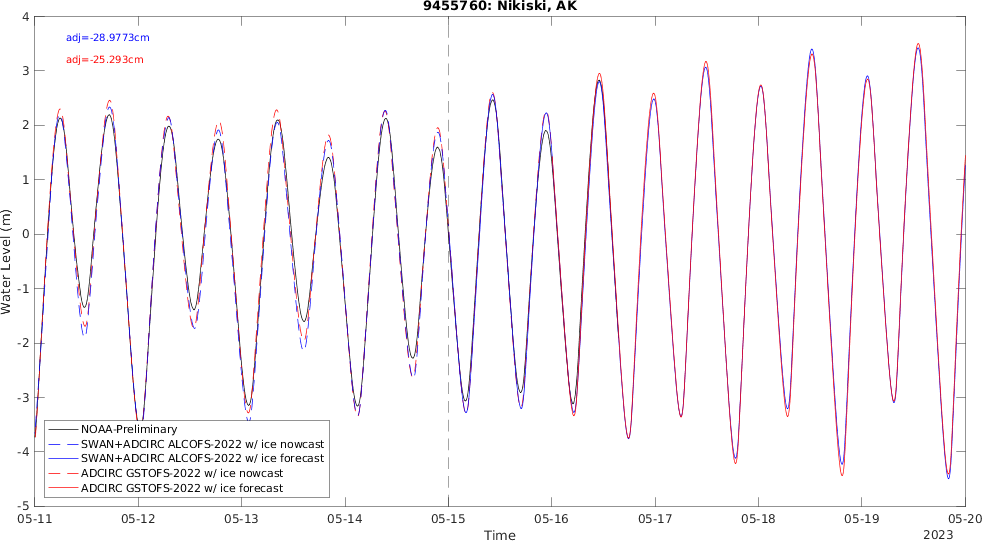 9455760: Nikiski, AK
adj=-28.9773cm
adj=-25.293cm
Water Level (m)
4
3
2
1
0
-1
-2
-3
-4
-5
NOAA-Preliminary
SWAN+ADCIRC ALCOFS-2022 w/ ice nowcast
SWAN+ADCIRC ALCOFS-2022 w/ ice forecast
ADCIRC GSTOFS-2022 w/ ice nowcast
ADCIRC GSTOFS-2022 w/ ice forecast
05-11 05-12 05-13 05-14 05-15 05-16 05-17 05-18 05-19 05-20
Time
2023